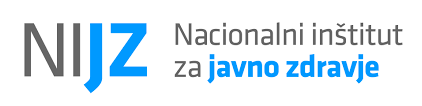 NIJZ
Nacionalni inštitut
za javno zdravje